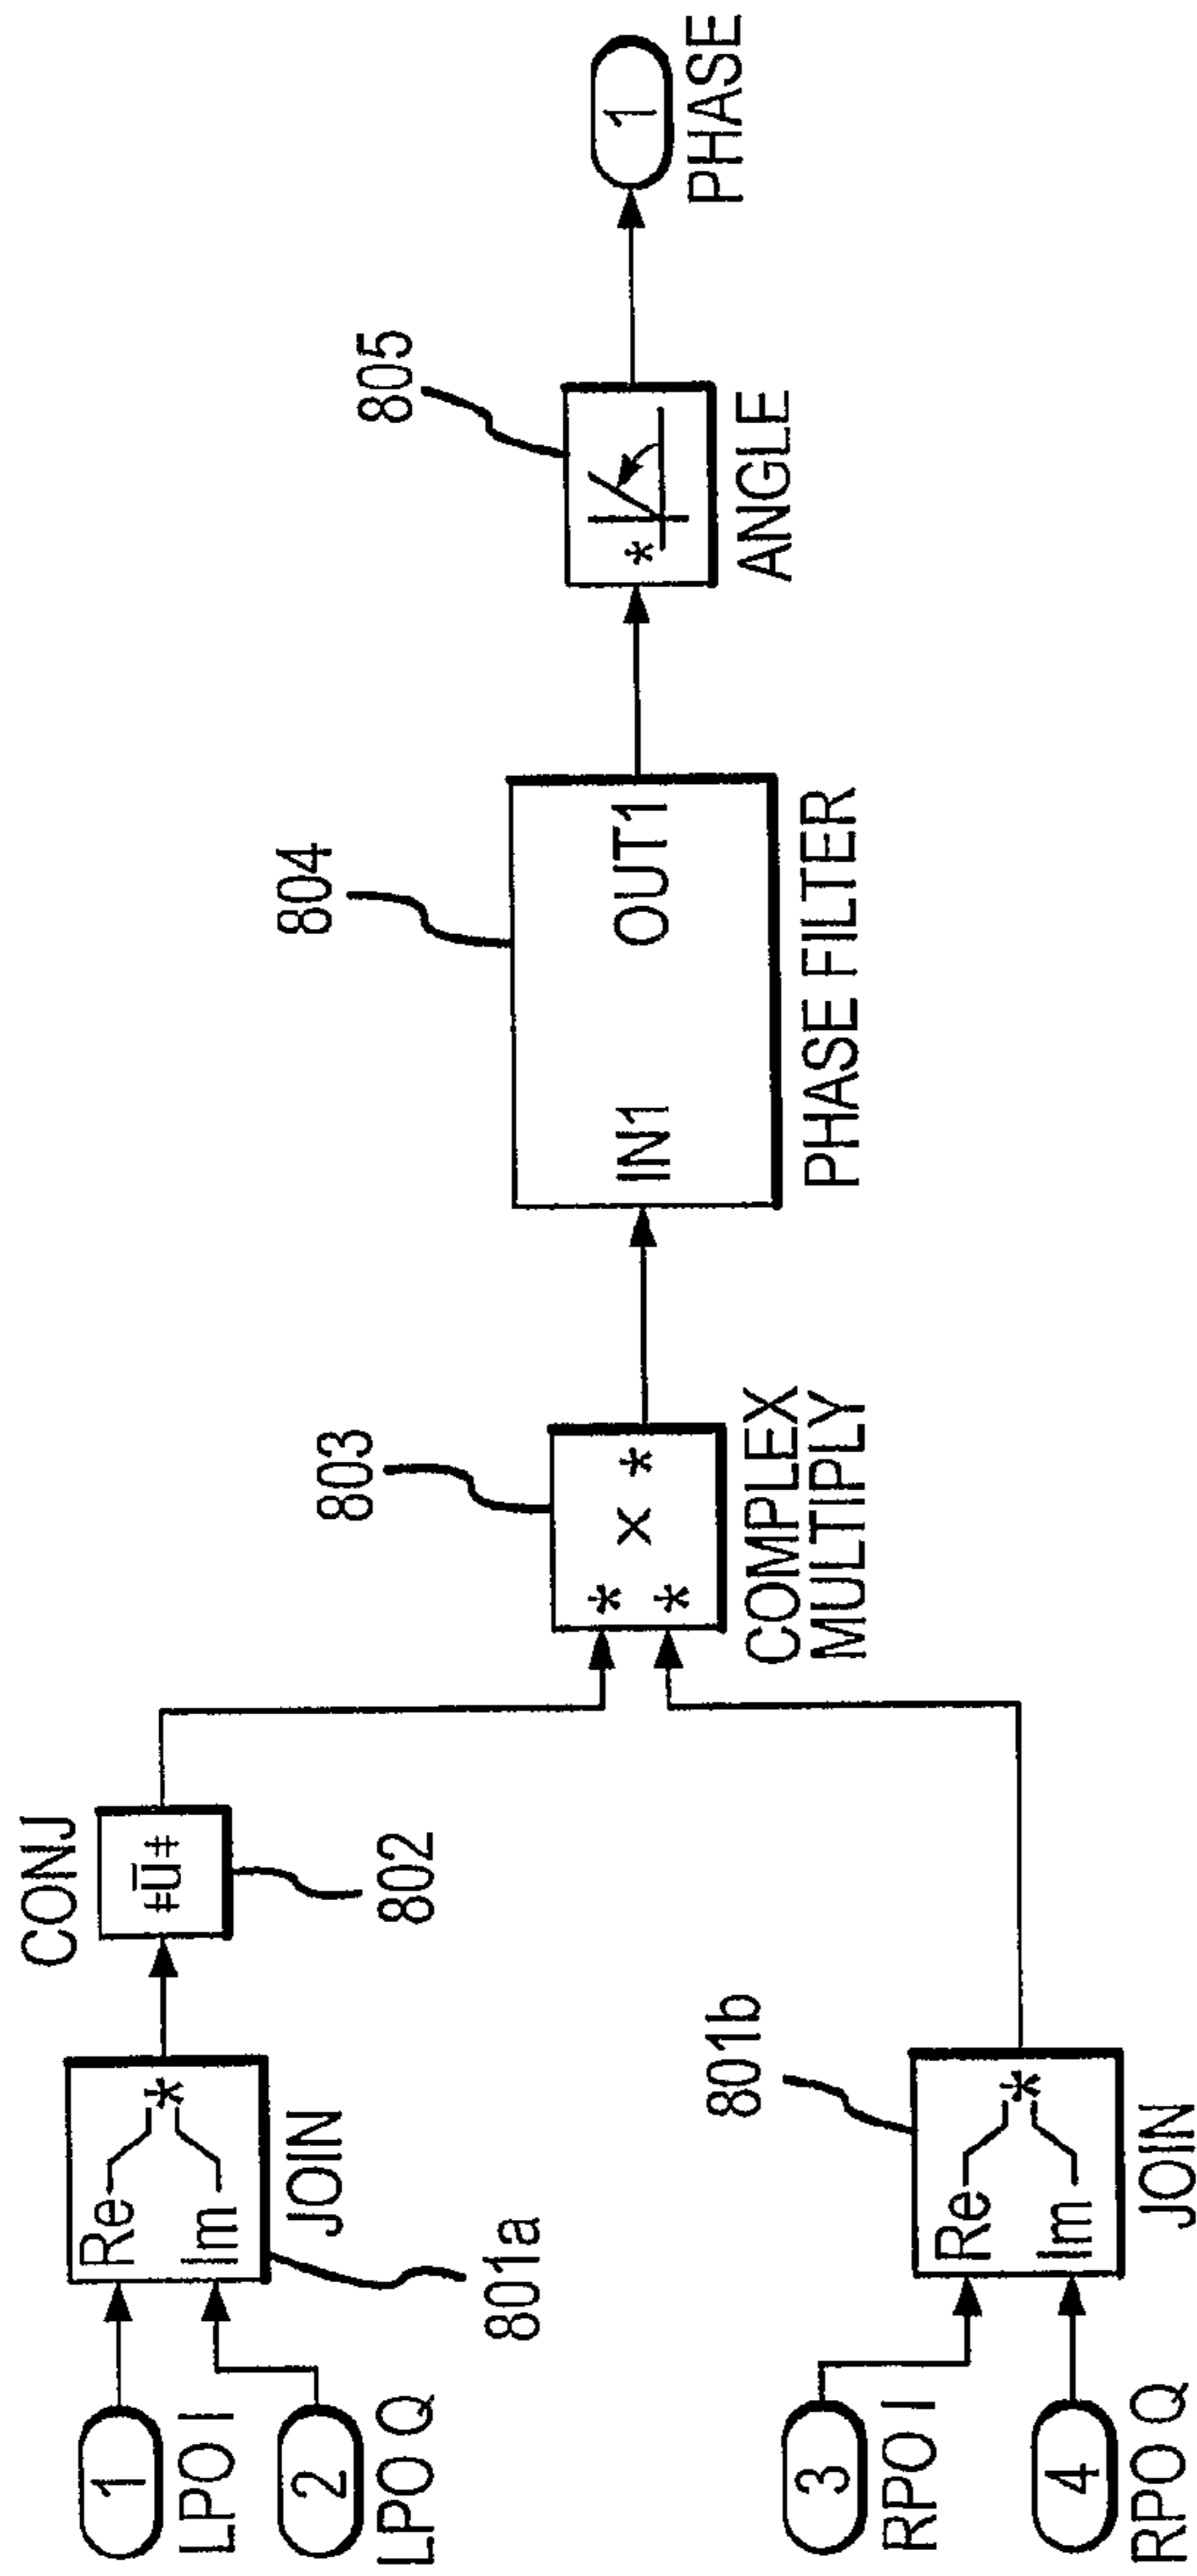 1
LPO I
2
LPO Q
Re
Im
*
JOIN
801a
CONJ
#ū#
802
3
RPO I
4
RPO Q
Re
Im
*
JOIN
801b
803
*
*
x *
COMPLEX
MULTIPLY
804
IN1 OUT1
PHASE FILTER
805
*
ANGLE
1
PHASE